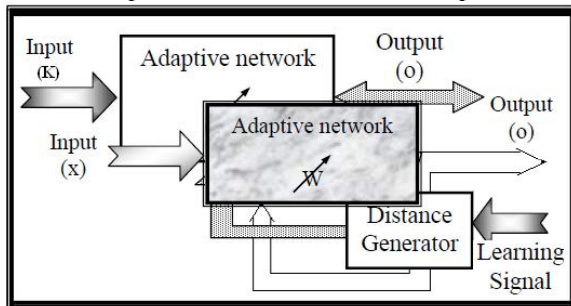 Input
(K)
Adaptive network
Output
(o)
Input
(x)
Adaptive network
W
Output
(o)
Distance
Generator
Learning
Signal